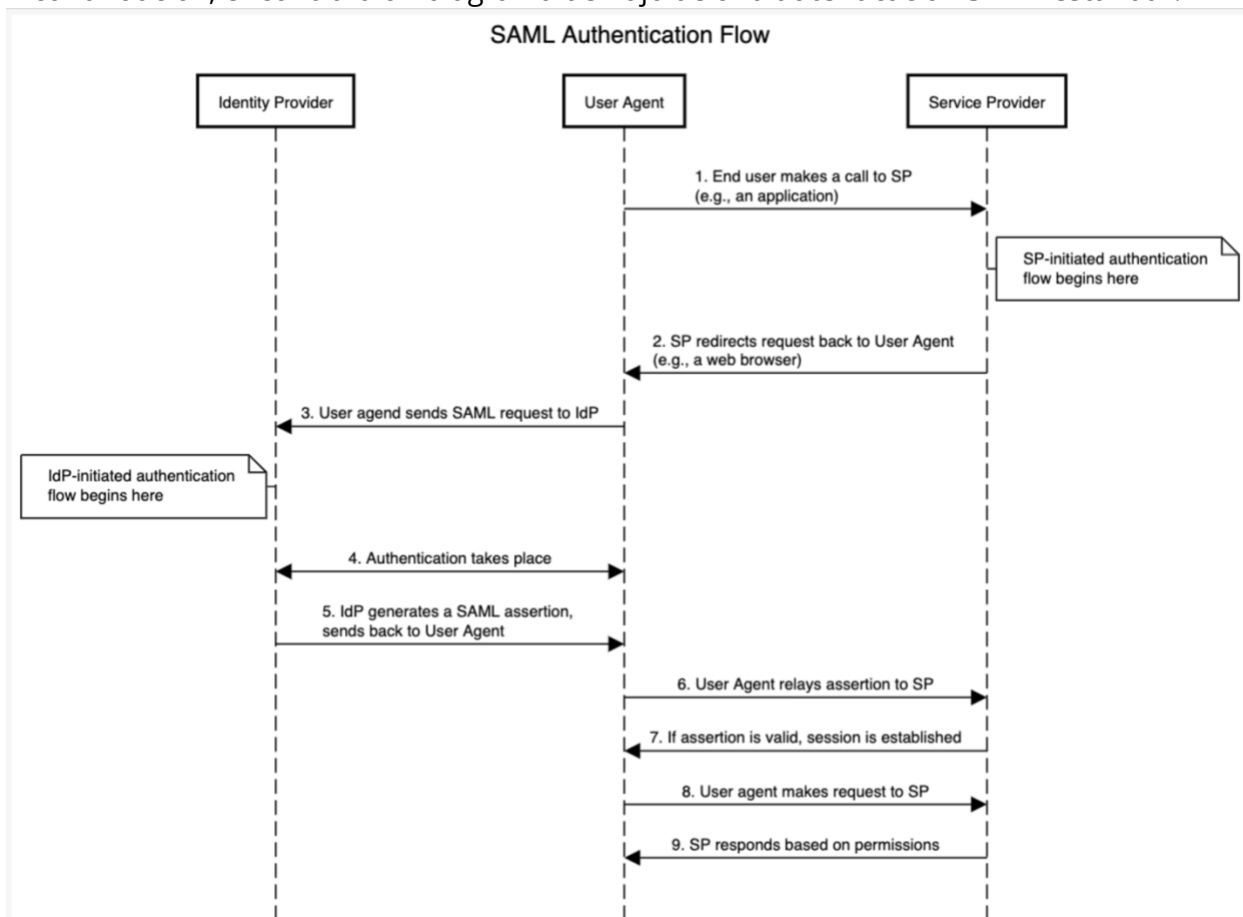 SAML Authentication Flow
Identity Provider
User Agent
Service Provider
1. End user makes a call to SP
(e.g., an application)
SP-initiated authentication
flow begins here
2. SP redirects request back to User Agent
(e.g., a web browser)
3. User agend sends SAML request to IdP
IdP-initiated authentication
flow begins here
4. Authentication takes place
5. IdP generates a SAML assertion,
sends back to User Agent
6. User Agent relays assertion to SP
7. If assertion is valid, session is established
8. User agent makes request to SP
9. SP responds based on permissions